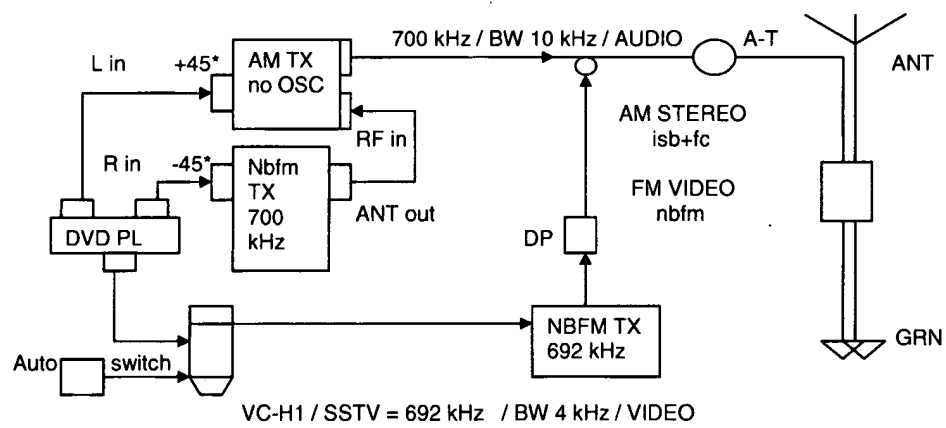 700 kHz / BW 10 kHz / AUDIO
A-T
ANT
L in
+45*
AM TX
no OSC
RF in
AM STEREO
isb+fc
R in
-45*
Nbfm
TX
700
kHz
ANT out
FM VIDEO
nbfm
DVD PL
DP
NBFM TX
692 kHz
GRN
Auto
switch
VC-H1 / SSTV = 692 kHz / BW 4 kHz / VIDEO